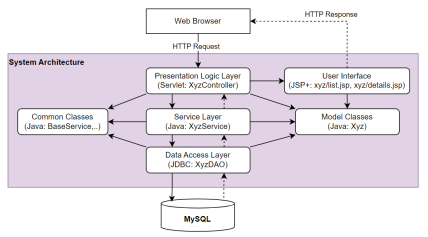 HTTP Response
Web Browser
HTTP Request
System Architecture
Presentation Logic Layer
(Servlet: XyzController)
User Interface
(JSP+: xyz/list.jsp, xyz/details.jsp)
Common Classes
(Java: BaseService,..)
Service Layer
(Java: XyzService)
Model Classes
(Java: Xyz)
Data Access Layer
(JDBC: XyzDAO)
MySQL